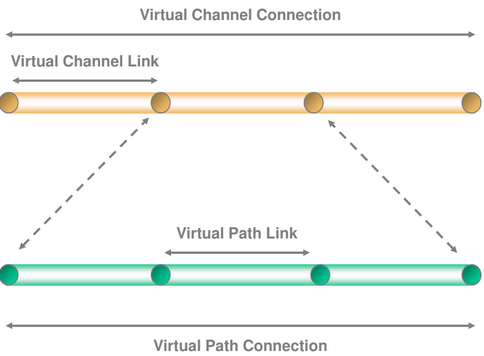 Virtual Channel Connection
Virtual Channel Link
Virtual Path Link
Virtual Path Connection